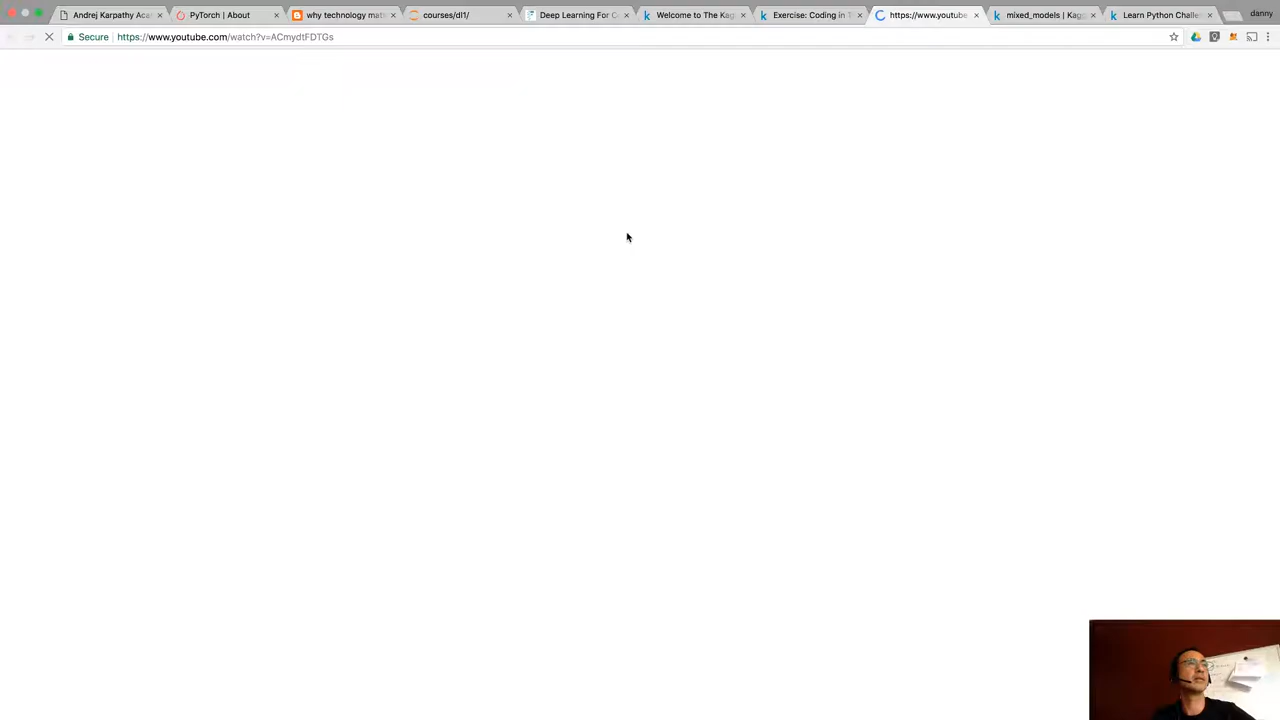 Andrej Karpathy Aca
PyTorch | About
why technology mat
courses/dl1/
Deep Learning For C
Welcome to The Kag
Exercise: Coding in T
https://www.youtube
mixed_models | Kagg
Learn Python Challe
danny
Secure https://www.youtube.com/watch?v=ACmydtFDTGs